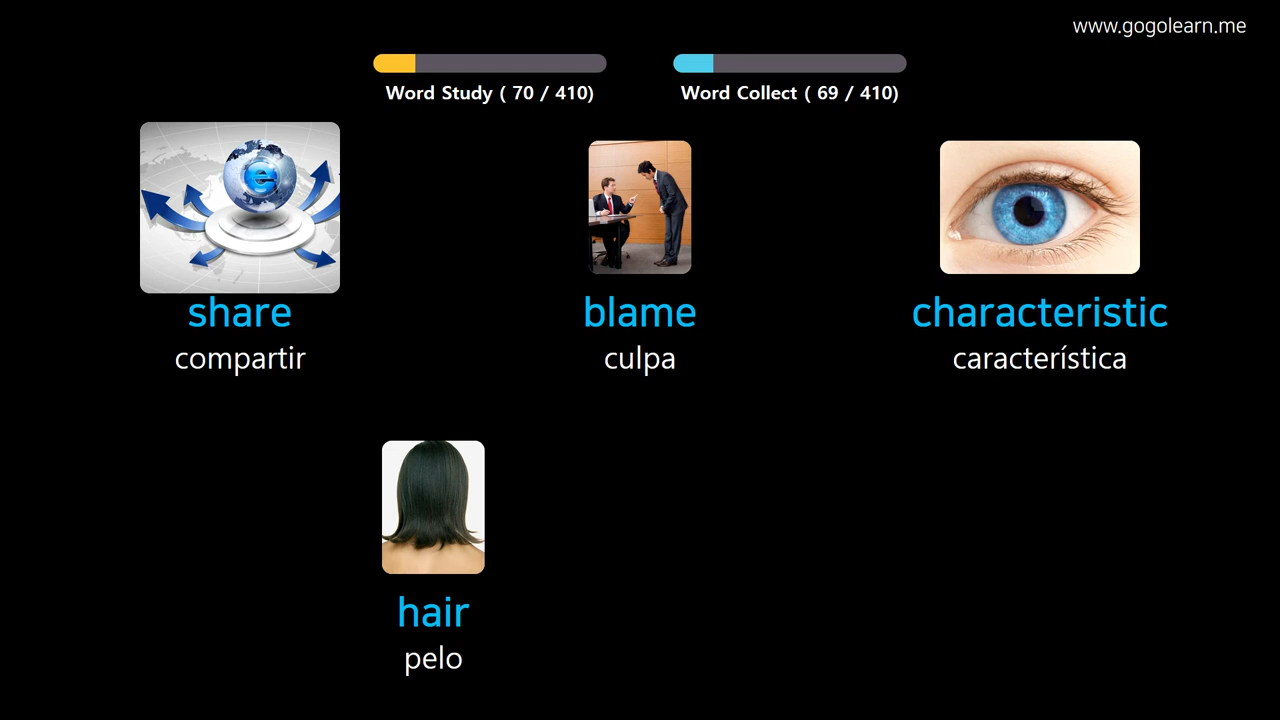 www.gogolearn.me
Word Study ( 70 / 410)
Word Collect ( 69 / 410)
e
share
compartir
blame
culpa
characteristic
característica
hair
pelo